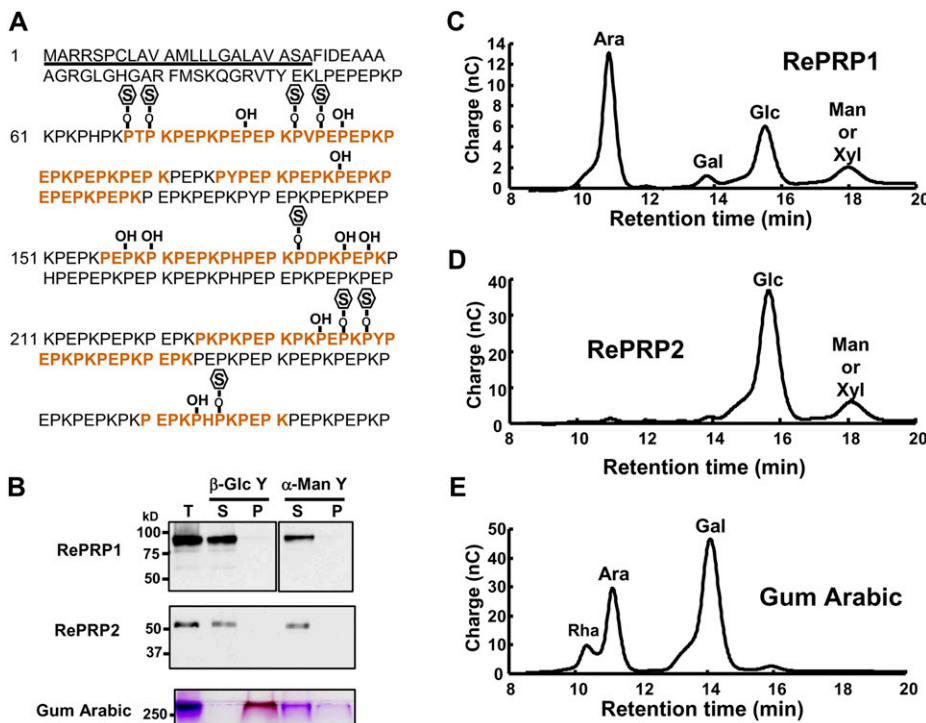 A
1 MARRSPCLAV AMLLLGALAV ASAFIDEAAA
AGRGLGHGAR FMSKQGRVTY EKLPEPEPKP
S S S S
O O OH O O OH
61 KPKPHPKPTP KPEPKPEPEP KPVPEPEPKP
OH
EPKPEPKPEP KPEPKPYPEP KPEPKPEPKP
EPEPKPEPKP EPKPEPKPYP EPKPEPKPEP
S
OH OH O OH OH
151 KPEPKPEPKP KPEPKPHPEP KPDPKPEPKP
HPEPEPKPEP KPEPKPHPEP KPEPKPEPEP
S S
OH O O
211 KPEPKPEPKP EPKPKPKPEP KPKPEPKPYP
EPKPKPEPKP EPKPEPKPEP KPEPKPEPKP
S
OH O
EPKPEPKPKP EPKPHPKPEP KPEPKPEPKP
B
β-Glc Y α-Man Y
kD T S P S P
RePRP1 100
75
50
RePRP2 50
37
Gum Arabic 250
C
RePRP1
Charge (nC)
14
12
10
8
6
4
2
0
Ara
Gal
Glc
Man
or
Xyl
8 10 12 14 16 18 20
Retention time (min)
D
RePRP2
Charge (nC)
40
30
20
10
0
Glc
Man
or
Xyl
8 10 12 14 16 18 20
Retention time (min)
E
Gum Arabic
Charge (nC)
50
40
30
20
10
0
Rha
Ara
Gal
8 10 12 14 16 18 20
Retention time (min)